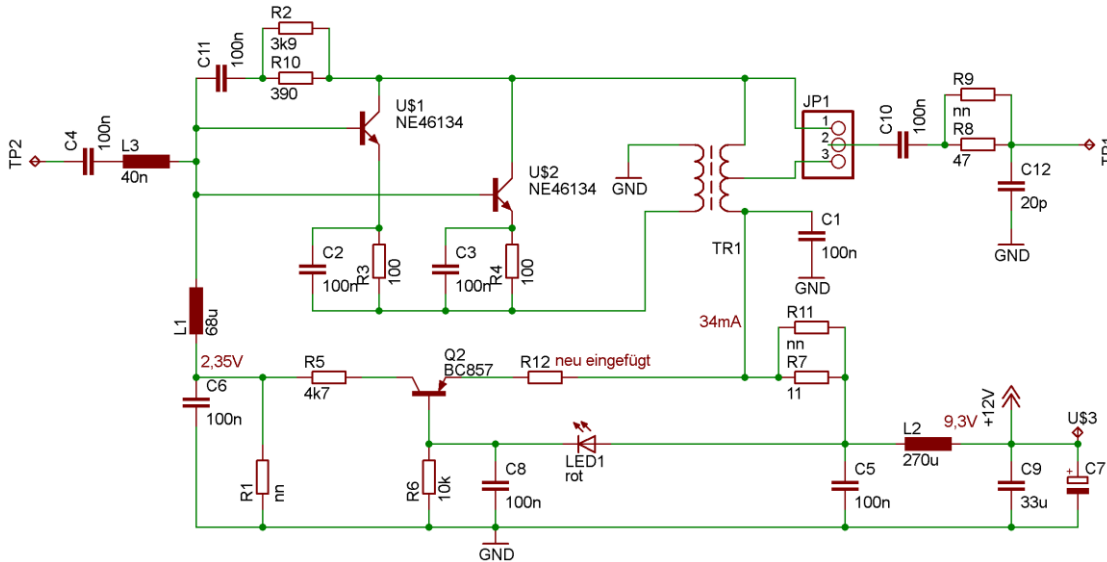 R2
3k9
C11
100n
R10
390
U$1
NE46134
JP1
1
2
3
R9
nn
C10
100n
R8
47
TP2
C4
100n
L3
40n
TP1
C12
20p
GND
U$2
NE46134
GND
C2
100n
R3
100
C3
100n
R4
100
TR1
C1
100n
GND
L1
68u
34mA
R11
nn
2,35V
R5
4k7
Q2
BC857
R12
neu eingefügt
R7
11
C6
100n
9,3V
+12V
U$3
L2
270u
LED1
rot
R1
nn
R6
10k
C8
100n
C5
100n
C9
33u
+
C7
GND